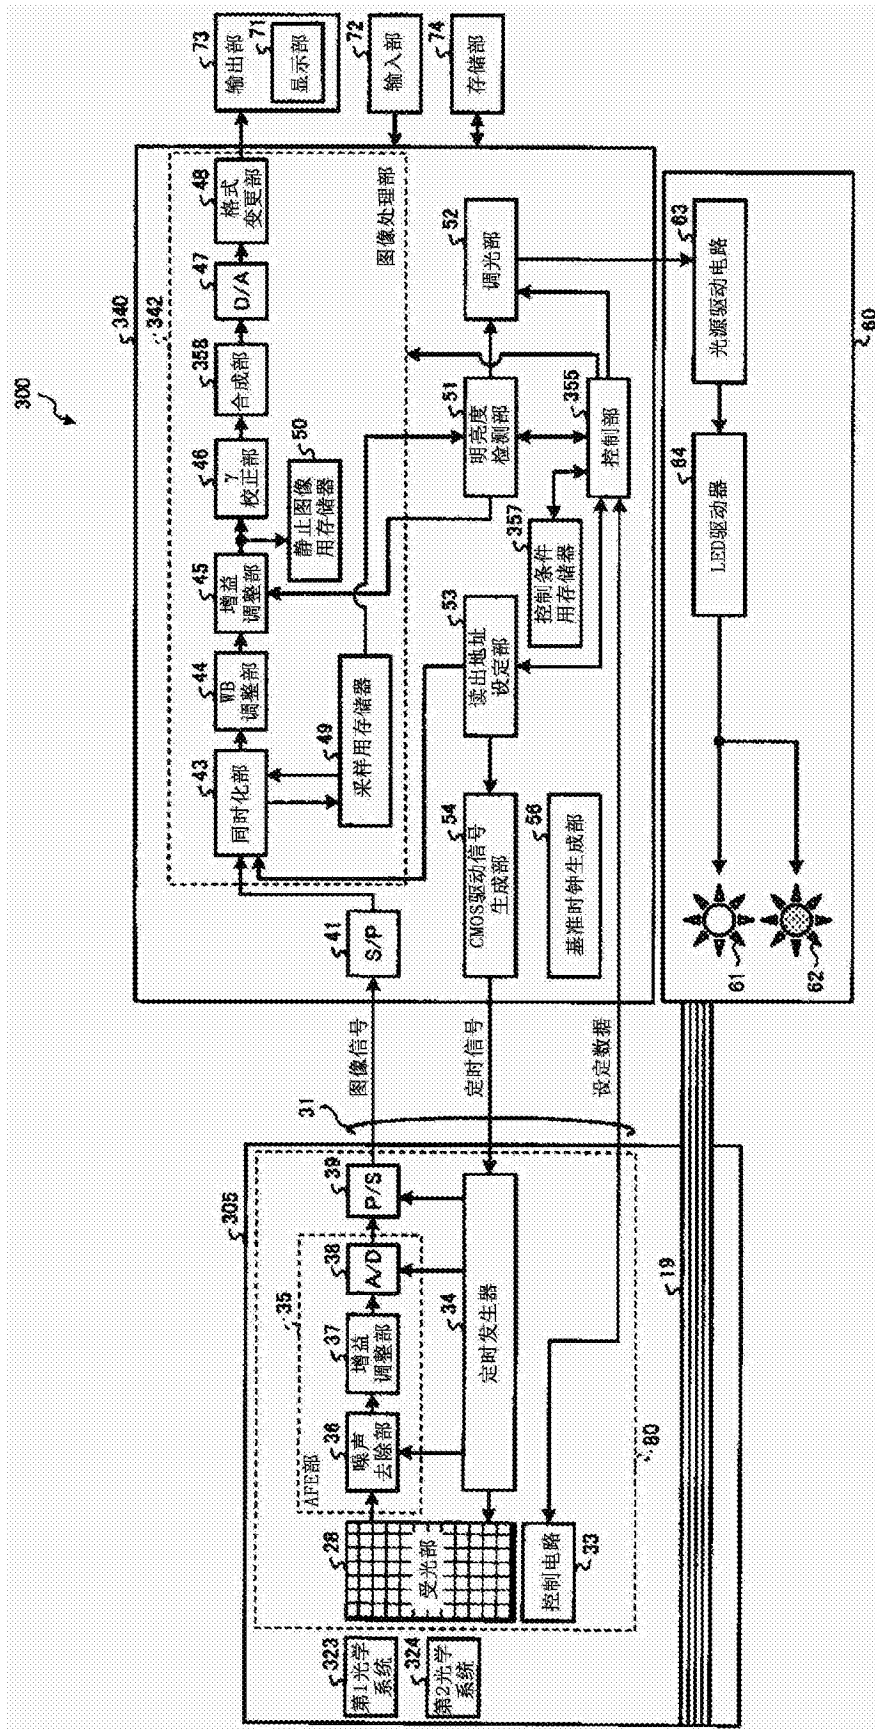 300
305
323
第1光学
系统
324
第2光学
系统
28
受光部
33
控制电路
80
35
AFE部
36
噪声
去除部
37
增益
调整部
38
A/D
39
P/S
34
定时发生器
19
31
图像信号
定时信号
设定数据
340
342
图像处理部
41
S/P
43
同时化部
44
WB
调整部
45
增益
调整部
46
γ
校正部
358
合成部
47
D/A
48
格式
变更部
49
采样用存储器
50
静止图像
用存储器
51
明亮度
检测部
52
调光部
53
读出地址
设定部
54
CMOS驱动信号
生成部
56
基准时钟生成部
355
控制部
357
控制条件
用存储器
73
输出部
71
显示部
72
输入部
74
存储部
60
61
62
63
光源驱动电路
64
LED驱动器